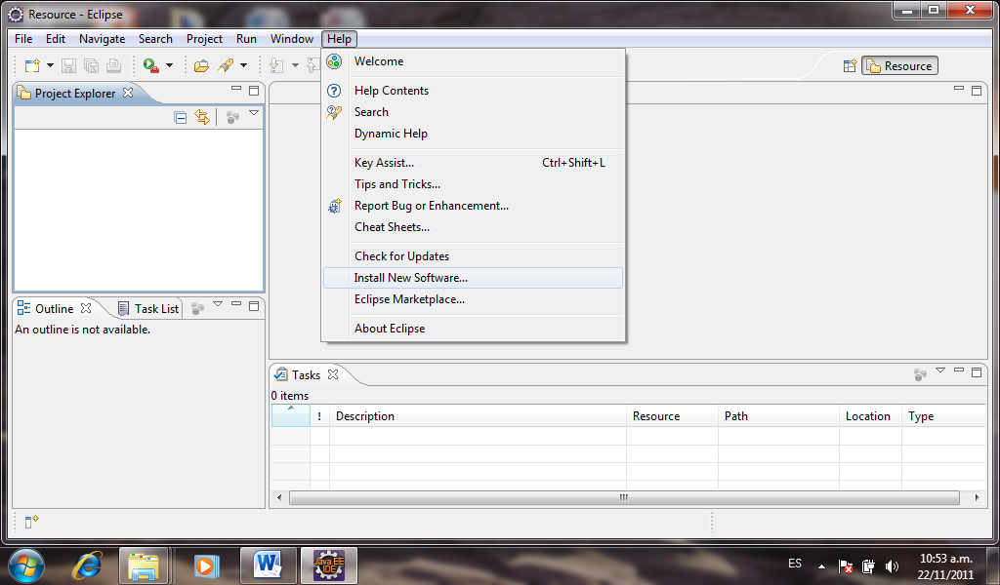 Resource - Eclipse
File Edit Navigate Search Project Run Window Help
Resource
Project Explorer
Welcome
Help Contents
Search
Dynamic Help
Key Assist... Ctrl+Shift+L
Tips and Tricks...
Report Bug or Enhancement...
Cheat Sheets...
Check for Updates
Install New Software...
Eclipse Marketplace...
About Eclipse
Outline Task List
An outline is not available.
Tasks
0 items
! Description Resource Path Location Type
Java EE
IDE
ES
10:53 a.m.
22/11/2011